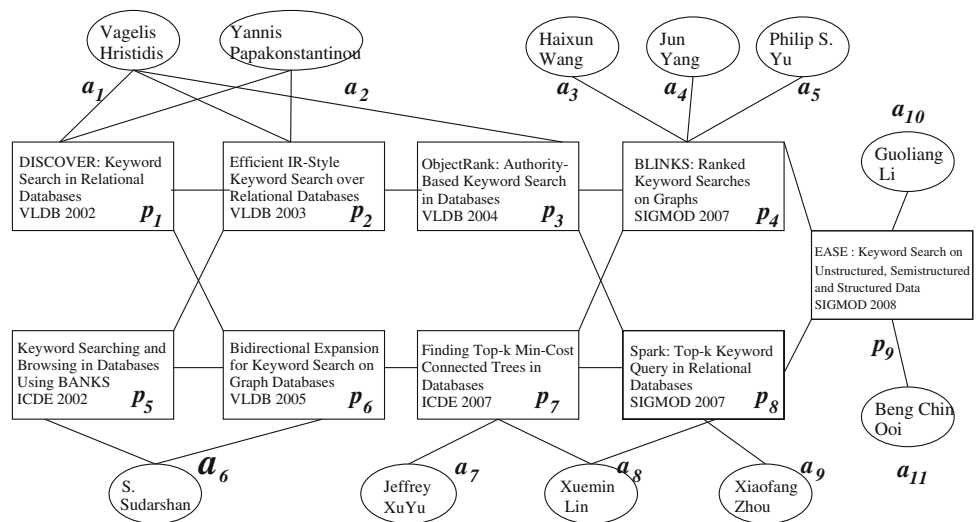 Vagelis
Hristidis
Yannis
Papakonstantinou
Haixun
Wang
Jun
Yang
Philip S.
Yu
a1
a2
a3
a4
a5
a10
Guoliang
Li
DISCOVER: Keyword
Search in Relational
Databases
VLDB 2002
p1
Efficient IR-Style
Keyword Search over
Relational Databases
VLDB 2003
p2
ObjectRank: Authority-
Based Keyword Search
in Databases
VLDB 2004
p3
BLINKS: Ranked
Keyword Searches
on Graphs
SIGMOD 2007
p4
EASE : Keyword Search on
Unstructured, Semistructured
and Structured Data
SIGMOD 2008
p9
Keyword Searching and
Browsing in Databases
Using BANKS
ICDE 2002
p5
Bidirectional Expansion
for Keyword Search on
Graph Databases
VLDB 2005
p6
Finding Top-k Min-Cost
Connected Trees in
Databases
ICDE 2007
p7
Spark: Top-k Keyword
Query in Relational
Databases
SIGMOD 2007
p8
Beng Chin
Ooi
a11
a6
S.
Sudarshan
a7
Jeffrey
XuYu
a8
Xuemin
Lin
a9
Xiaofang
Zhou